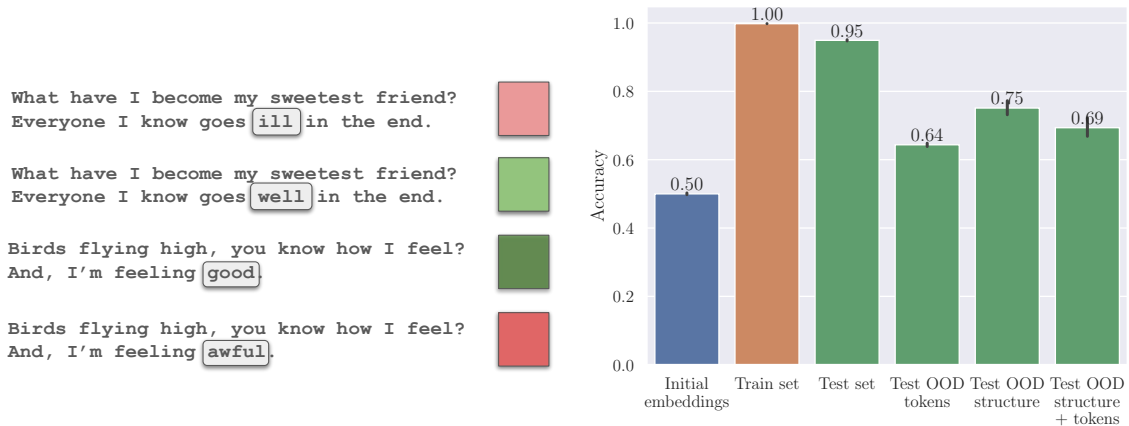 What have I become my sweetest friend?
Everyone I know goes ill in the end.
What have I become my sweetest friend?
Everyone I know goes well in the end.
Birds flying high, you know how I feel?
And, I'm feeling good.
Birds flying high, you know how I feel?
And, I'm feeling awful.
Accuracy
1.0
0.8
0.6
0.4
0.2
0.0
0.50
1.00
0.95
0.64
0.75
0.69
Initial
embeddings
Train set
Test set
Test OOD
tokens
Test OOD
structure
Test OOD
structure
+ tokens